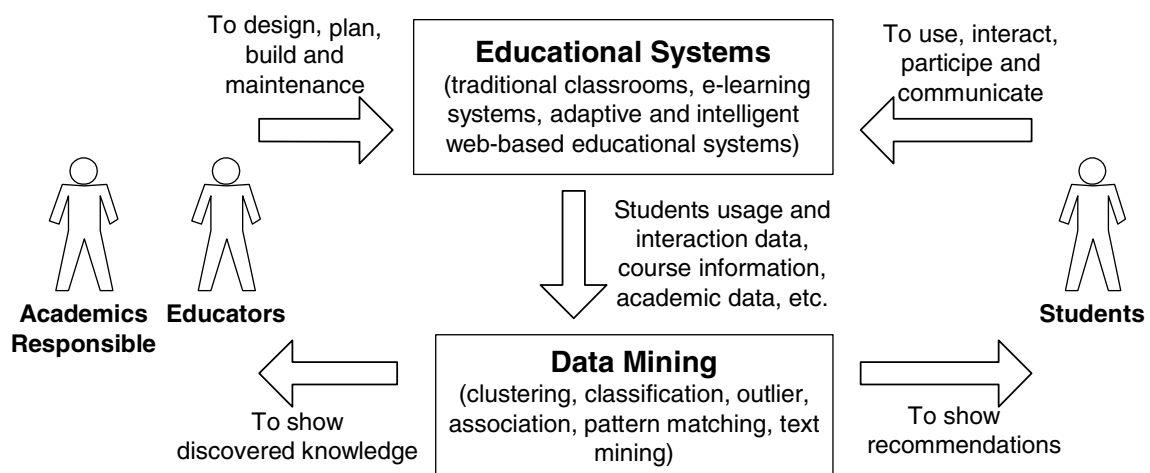 To design, plan,
build and
maintenance
Educational Systems
(traditional classrooms, e-learning
systems, adaptive and intelligent
web-based educational systems)
To use, interact,
participe and
communicate
Students usage and
interaction data,
course information,
academic data, etc.
Academics
Responsible
Educators
Students
Data Mining
(clustering, classification, outlier,
association, pattern matching, text
mining)
To show
discovered knowledge
To show
recommendations